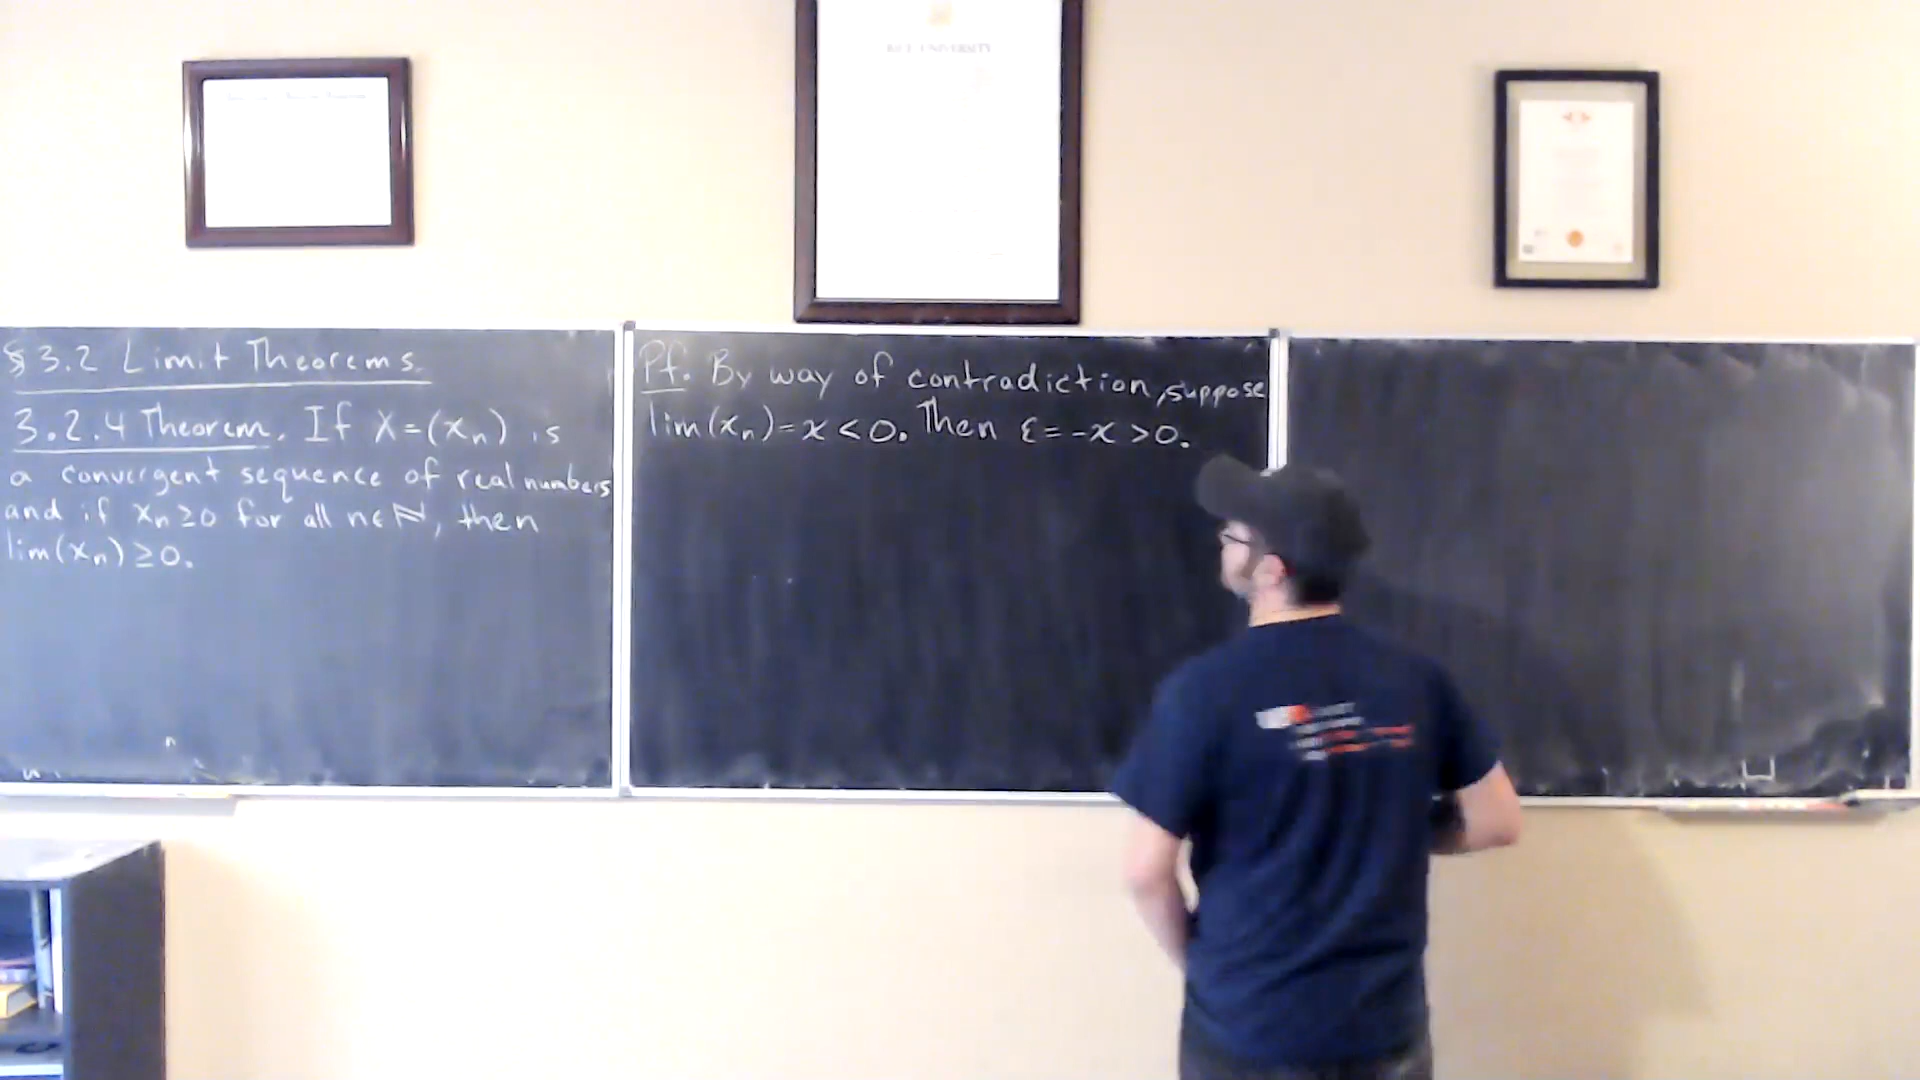 § 3.2 Limit Theorems.
3.2.4 Theorem. If X=(xₙ) is
a convergent sequence of real numbers
and if xₙ≥0 for all n∈ℕ, then
lim(xₙ)≥0.
Pf. By way of contradiction, suppose
lim(xₙ)=x<0. Then ε=-x>0.
UNIVERSITY